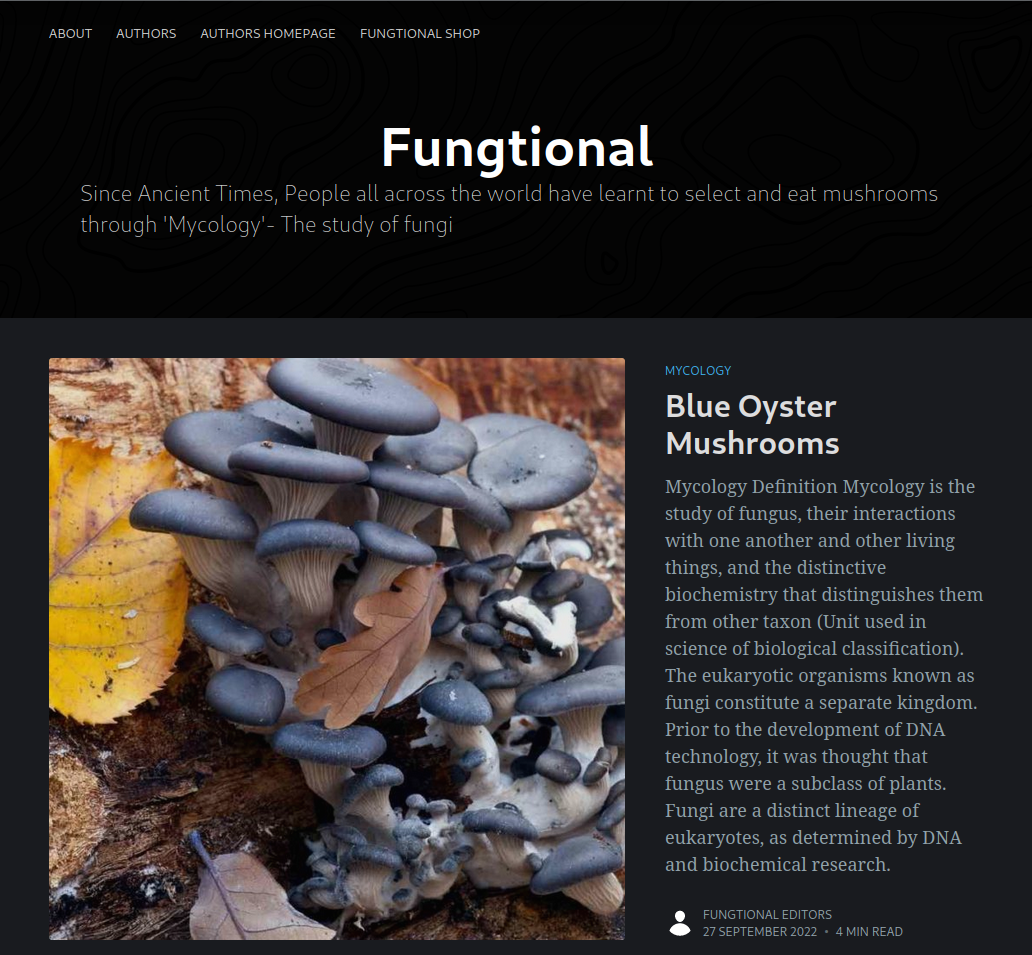 ABOUT AUTHORS AUTHORS HOMEPAGE FUNGTIONAL SHOP
Fungtional
Since Ancient Times, People all across the world have learnt to select and eat mushrooms
through 'Mycology'- The study of fungi
MYCOLOGY
Blue Oyster
Mushrooms
Mycology Definition Mycology is the
study of fungus, their interactions
with one another and other living
things, and the distinctive
biochemistry that distinguishes them
from other taxon (Unit used in
science of biological classification).
The eukaryotic organisms known as
fungi constitute a separate kingdom.
Prior to the development of DNA
technology, it was thought that
fungus were a subclass of plants.
Fungi are a distinct lineage of
eukaryotes, as determined by DNA
and biochemical research.
FUNGTIONAL EDITORS
27 SEPTEMBER 2022 • 4 MIN READ